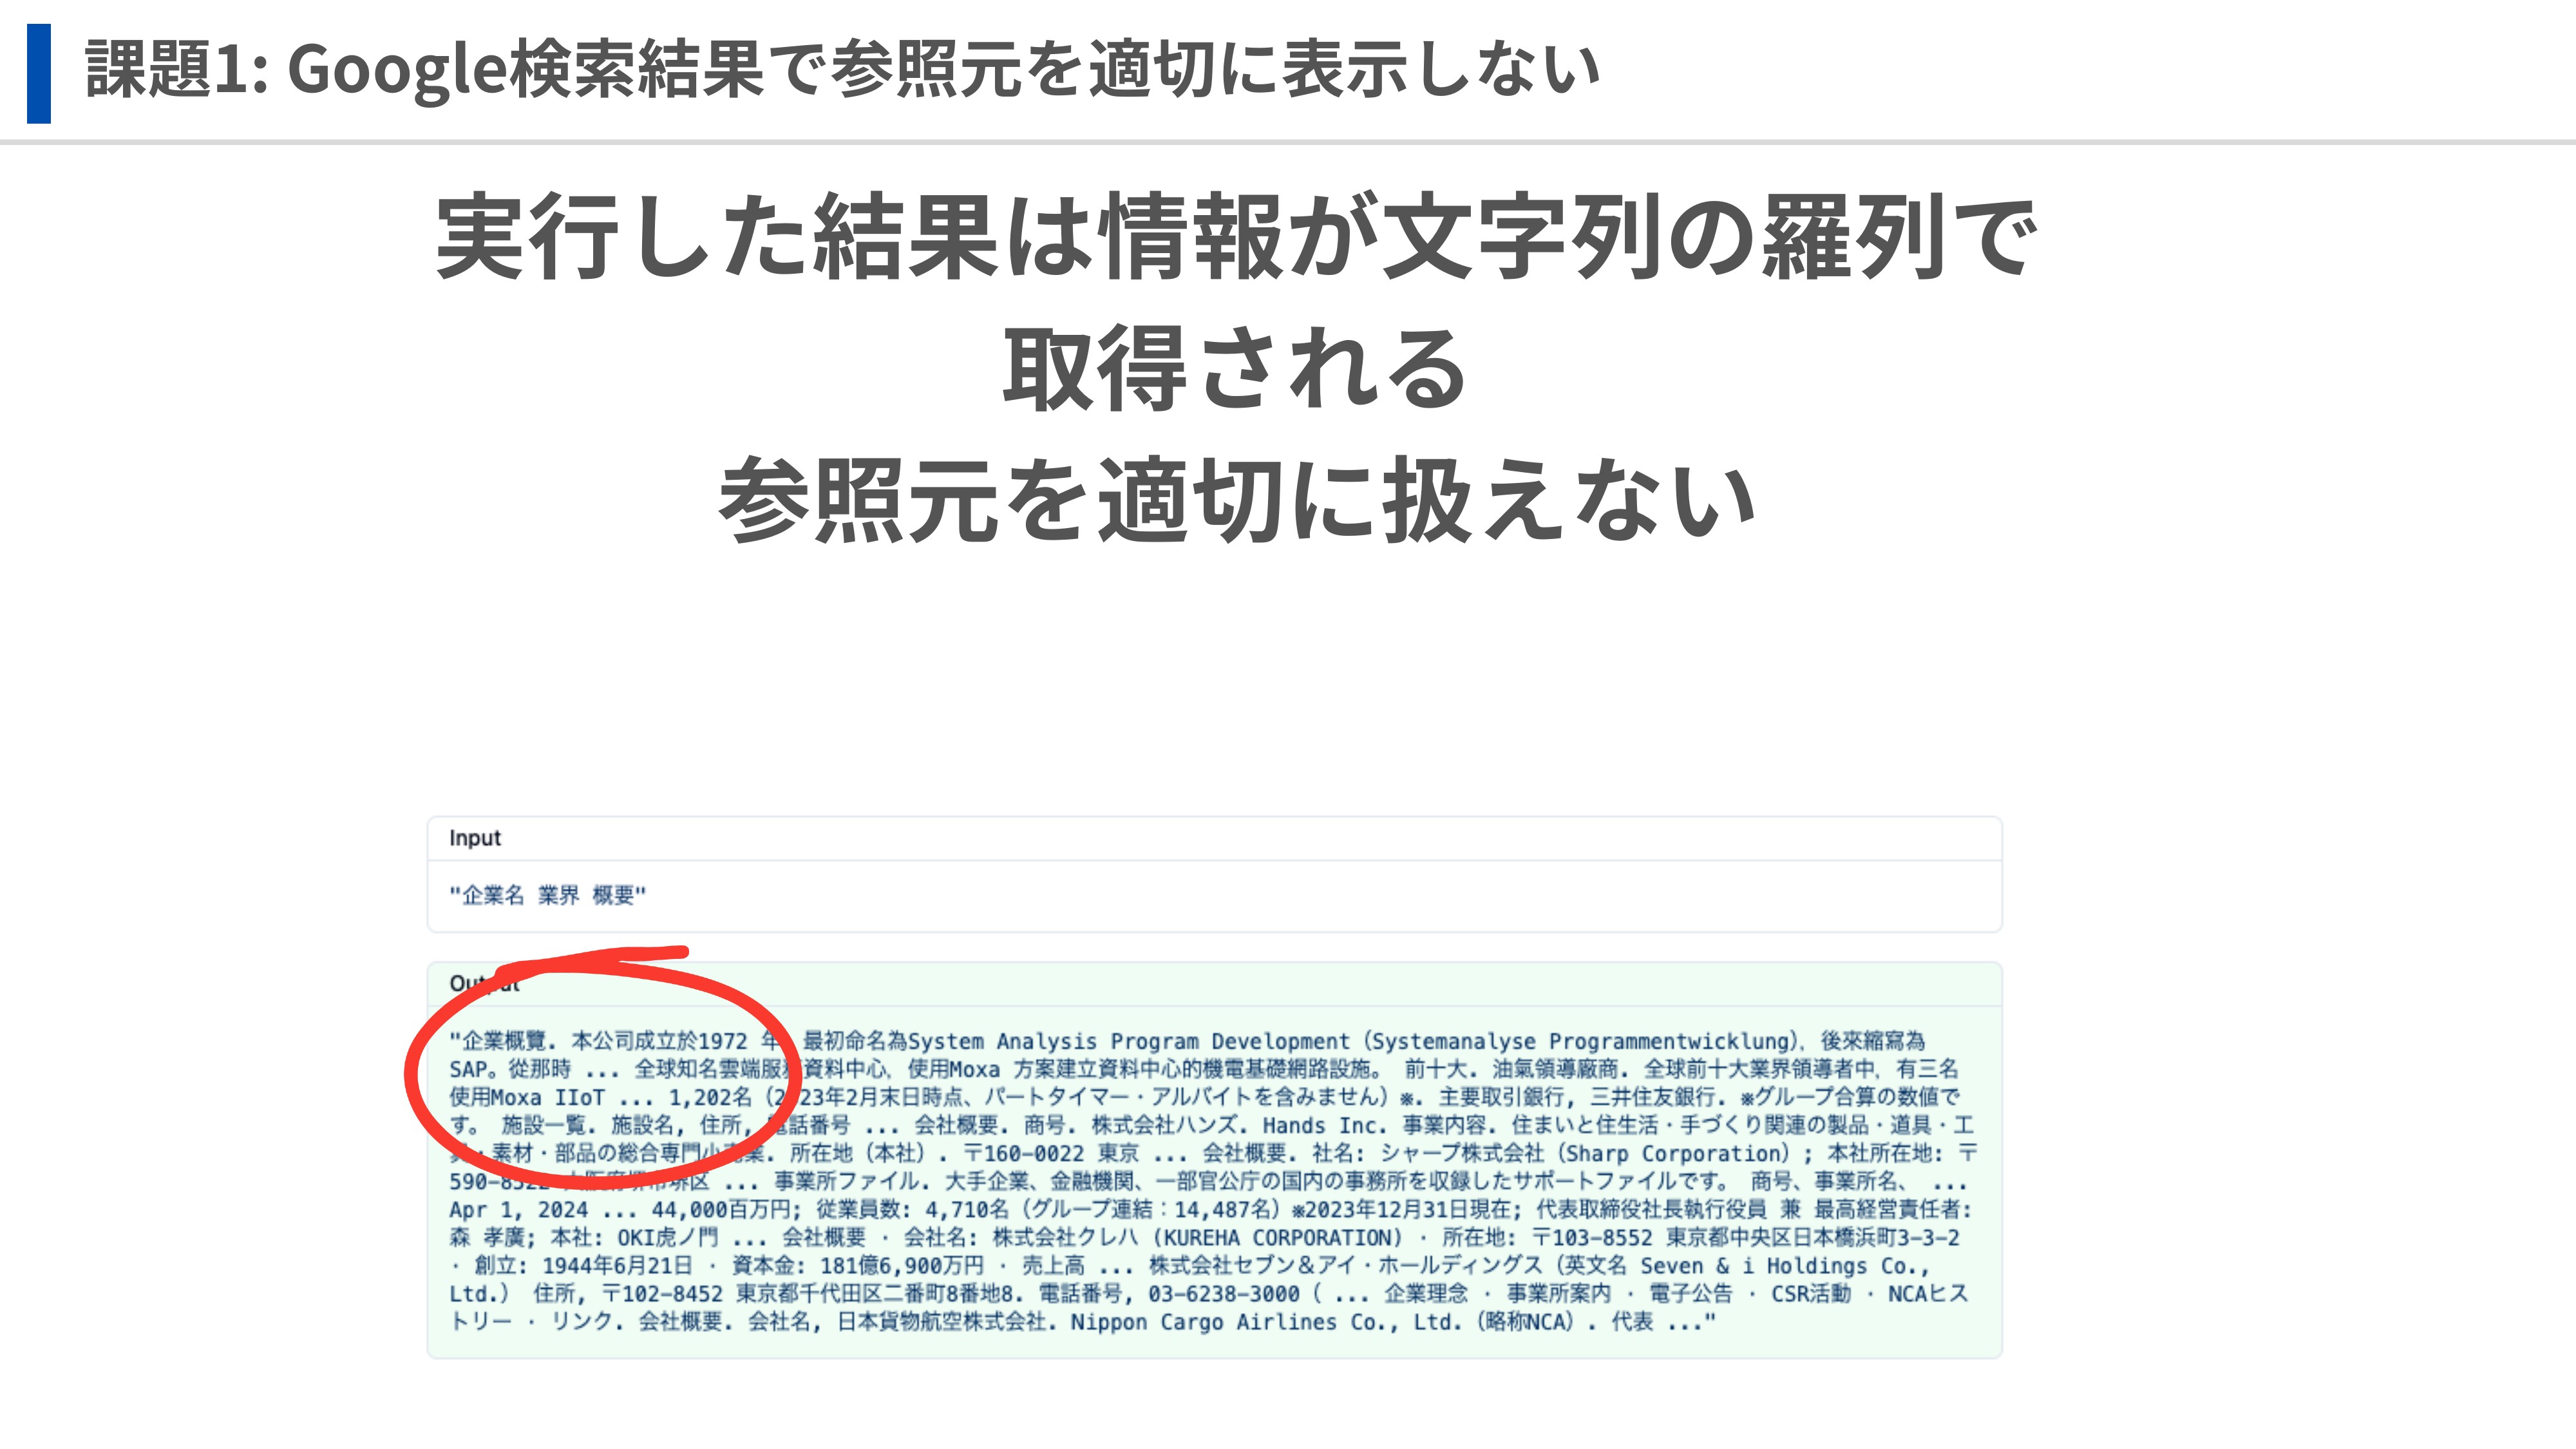 課題1: Google検索結果で参照元を適切に表示しない
実行した結果は情報が文字列の羅列で
取得される
参照元を適切に扱えない
Input
"企業名 業界 概要"
Output
"企業概覽. 本公司成立於1972 年，最初命名為System Analysis Program Development（Systemanalyse Programmentwicklung），後來縮寫為
SAP。從那時 ... 全球知名雲端服務資料中心，使用Moxa 方案建立資料中心的機電基礎網路設施。 前十大. 油氣領導廠商. 全球前十大業界領導者中，有三名
使用Moxa IIoT ... 1,202名（2023年2月末日時点、パートタイマー・アルバイトを含みません）※. 主要取引銀行, 三井住友銀行. ※グループ合算の数値で
す。 施設一覧. 施設名, 住所, 電話番号 ... 会社概要. 商号. 株式会社ハンズ. Hands Inc. 事業内容. 住まいと住生活・手づくり関連の製品・道具・工
具・素材・部品の総合専門小売業. 所在地（本社）. 〒160-0022 東京 ... 会社概要. 社名: シャープ株式会社（Sharp Corporation）; 本社所在地: 〒
590-8522 大阪府堺市堺区 ... 事業所ファイル. 大手企業、金融機関、一部官公庁の国内の事務所を収録したサポートファイルです。 商号、事業所名、 ...
Apr 1, 2024 ... 44,000百万円; 従業員数: 4,710名（グループ連結：14,487名）※2023年12月31日現在; 代表取締役社長執行役員 兼 最高経営責任者:
森 孝廣; 本社: OKI虎ノ門 ... 会社概要 · 会社名: 株式会社クレハ (KUREHA CORPORATION) · 所在地: 〒103-8552 東京都中央区日本橋浜町3-3-2
· 創立: 1944年6月21日 · 資本金: 181億6,900万円 · 売上高 ... 株式会社セブン＆アイ・ホールディングス（英文名 Seven & i Holdings Co.,
Ltd.） 住所, 〒102-8452 東京都千代田区二番町8番地8. 電話番号, 03-6238-3000（ ... 企業理念 · 事業所案内 · 電子公告 · CSR活動 · NCAヒス
トリー · リンク. 会社概要. 会社名, 日本貨物航空株式会社. Nippon Cargo Airlines Co., Ltd.（略称NCA）. 代表 ..."